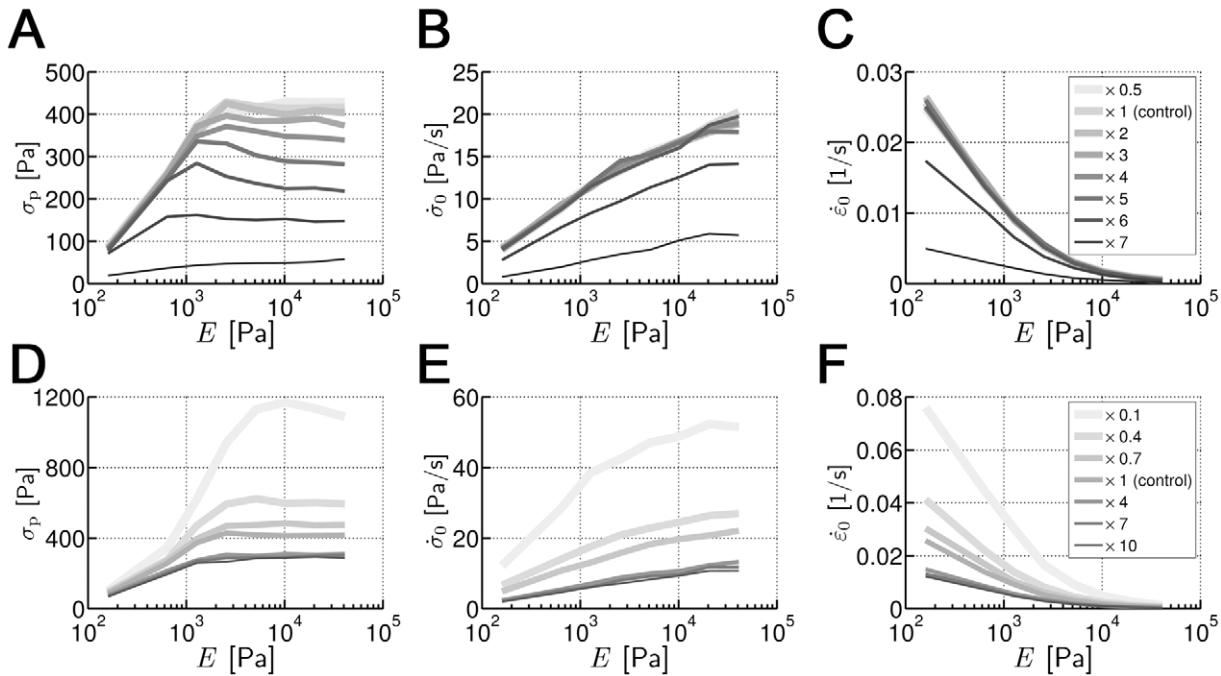 A
B
C
500
400
300
200
100
0
σp [Pa]
10^2 10^3 10^4 10^5
E [Pa]
25
20
15
10
5
0
σ̇0 [Pa/s]
10^2 10^3 10^4 10^5
E [Pa]
0.03
0.02
0.01
0
ε̇0 [1/s]
10^2 10^3 10^4 10^5
E [Pa]
× 0.5
× 1 (control)
× 2
× 3
× 4
× 5
× 6
× 7
D
E
F
1200
800
400
0
σp [Pa]
10^2 10^3 10^4 10^5
E [Pa]
60
40
20
0
σ̇0 [Pa/s]
10^2 10^3 10^4 10^5
E [Pa]
0.08
0.06
0.04
0.02
0
ε̇0 [1/s]
10^2 10^3 10^4 10^5
E [Pa]
× 0.1
× 0.4
× 0.7
× 1 (control)
× 4
× 7
× 10